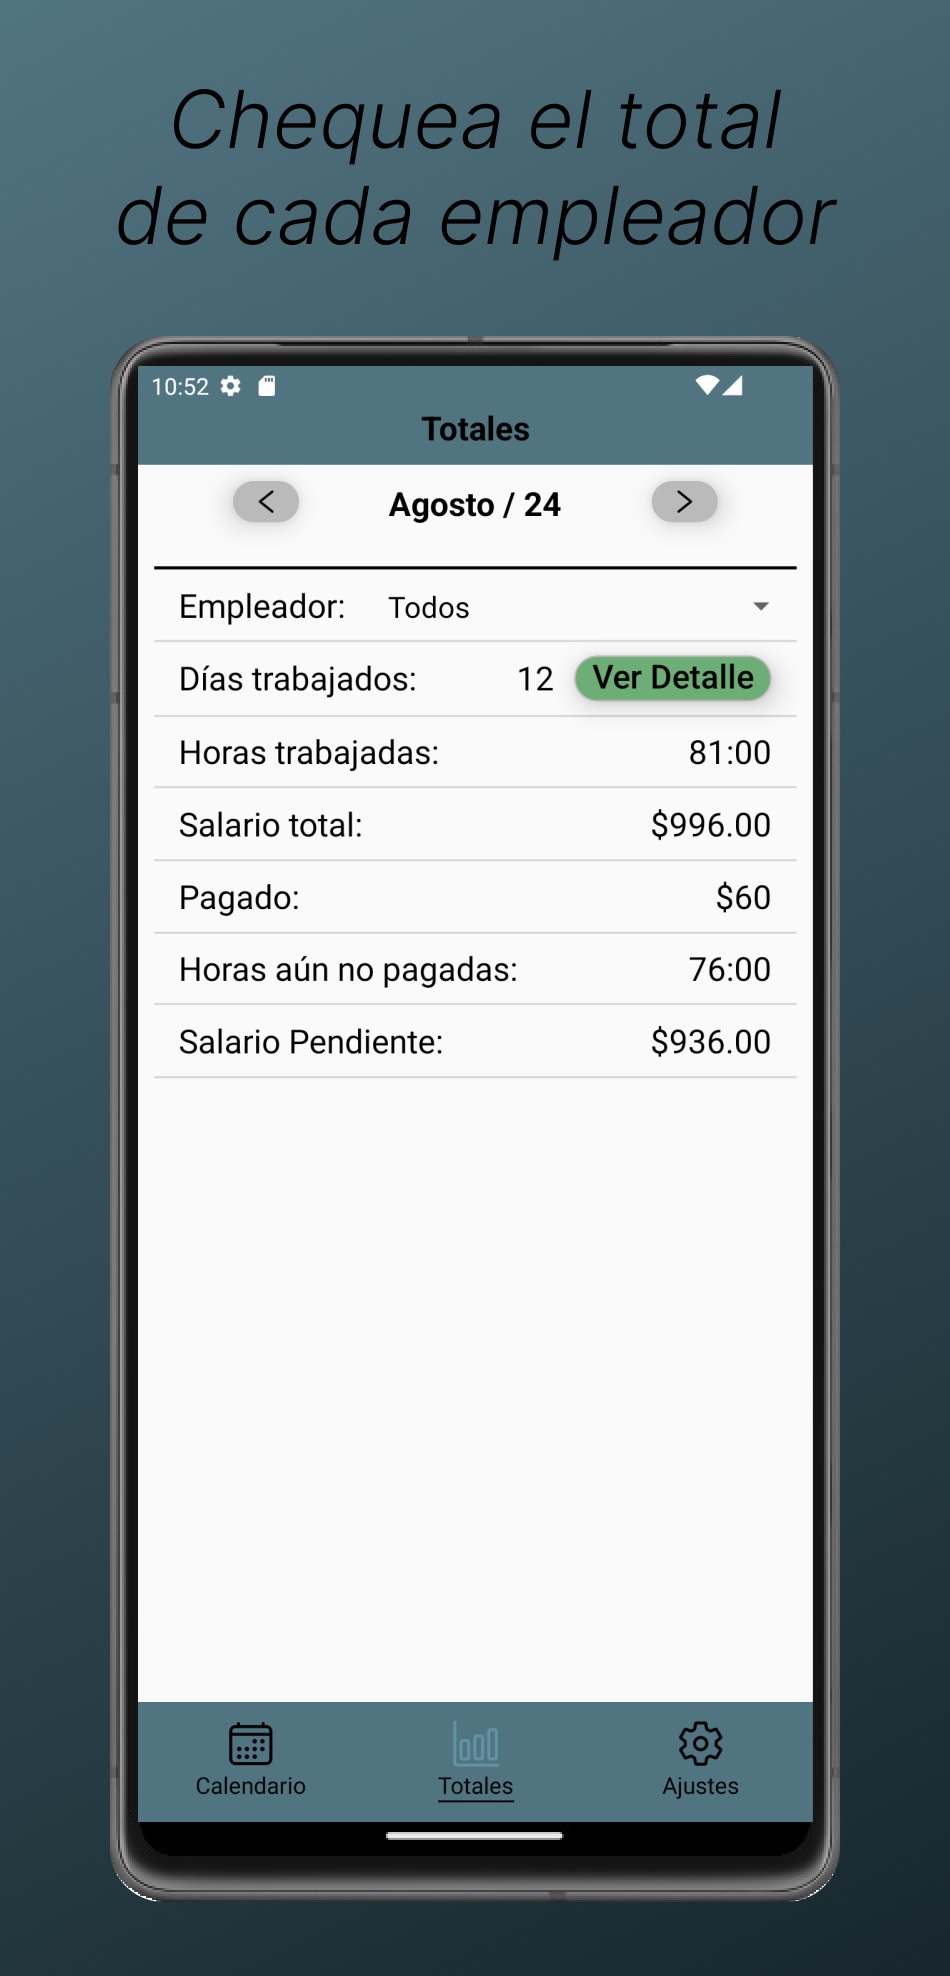 Chequea el total
de cada empleador
10:52
Totales
Agosto / 24
Empleador: Todos
Días trabajados: 12 Ver Detalle
Horas trabajadas: 81:00
Salario total: $996.00
Pagado: $60
Horas aún no pagadas: 76:00
Salario Pendiente: $936.00
Calendario Totales Ajustes